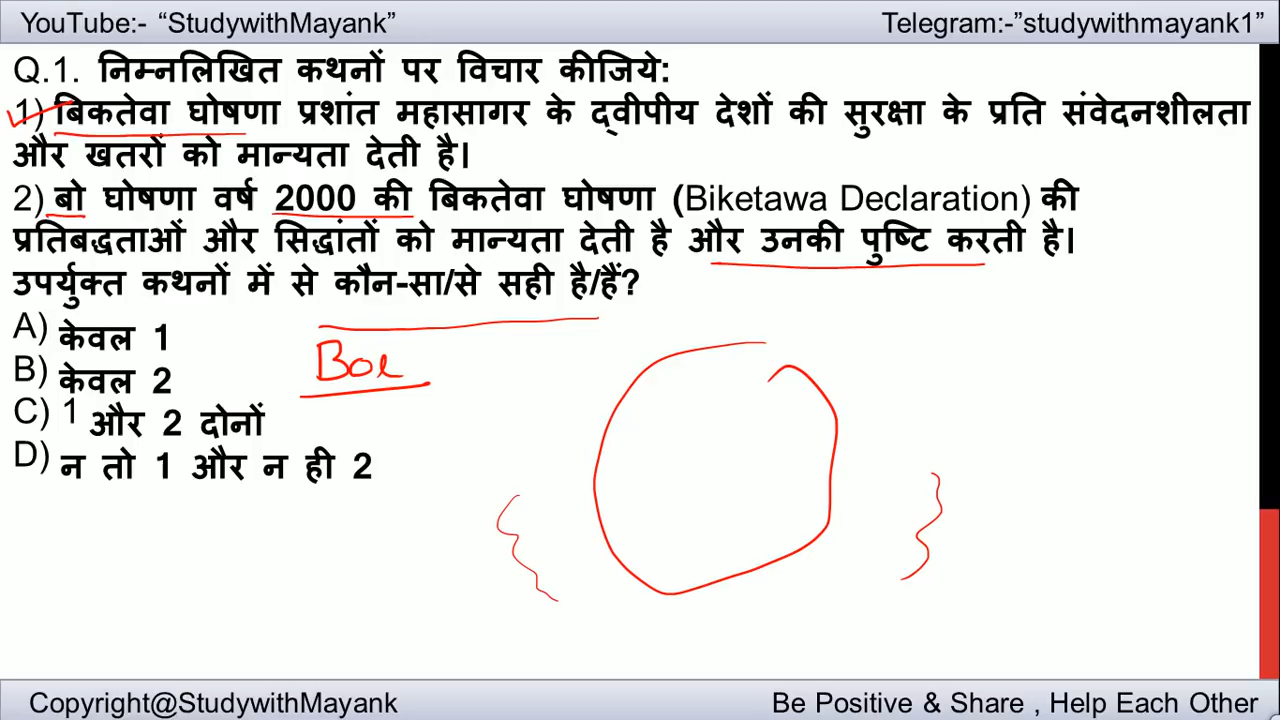 YouTube:- “StudywithMayank” Telegram:-”studywithmayank1”
Q.1. निम्नलिखित कथनों पर विचार कीजिये:
1) बिकतेवा घोषणा प्रशांत महासागर के द्वीपीय देशों की सुरक्षा के प्रति संवेदनशीलता
और खतरों को मान्यता देती है।
2) बो घोषणा वर्ष 2000 की बिकतेवा घोषणा (Biketawa Declaration) की
प्रतिबद्धताओं और सिद्धांतों को मान्यता देती है और उनकी पुष्टि करती है।
उपर्युक्त कथनों में से कौन-सा/से सही है/हैं?
A) केवल 1
B) केवल 2
C) 1 और 2 दोनों
D) न तो 1 और न ही 2
Boe
Copyright@StudywithMayank Be Positive & Share , Help Each Other